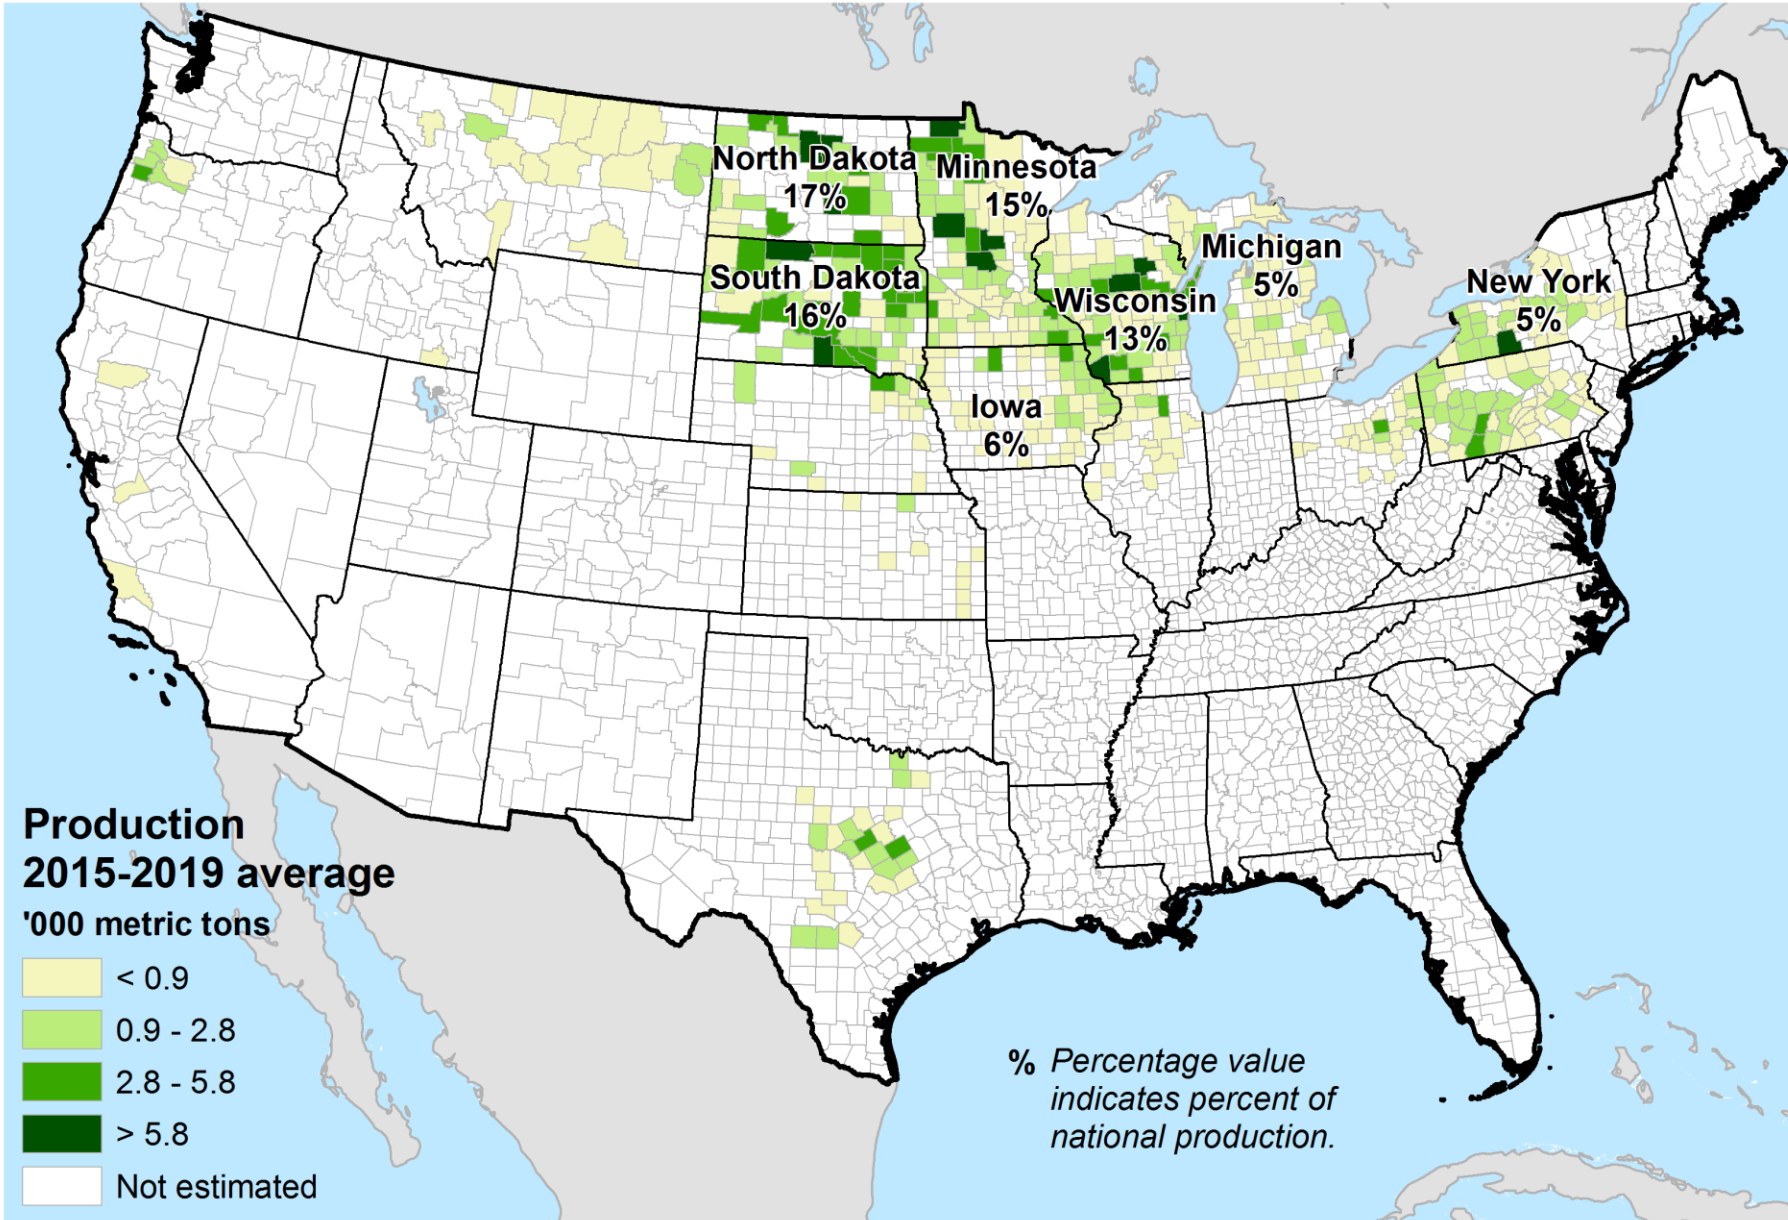 North Dakota
17%
Minnesota
15%
South Dakota
16%
Wisconsin
13%
Michigan
5%
New York
5%
Iowa
6%
Production
2015-2019 average
'000 metric tons
< 0.9
0.9 - 2.8
2.8 - 5.8
> 5.8
Not estimated
% Percentage value
indicates percent of
national production.